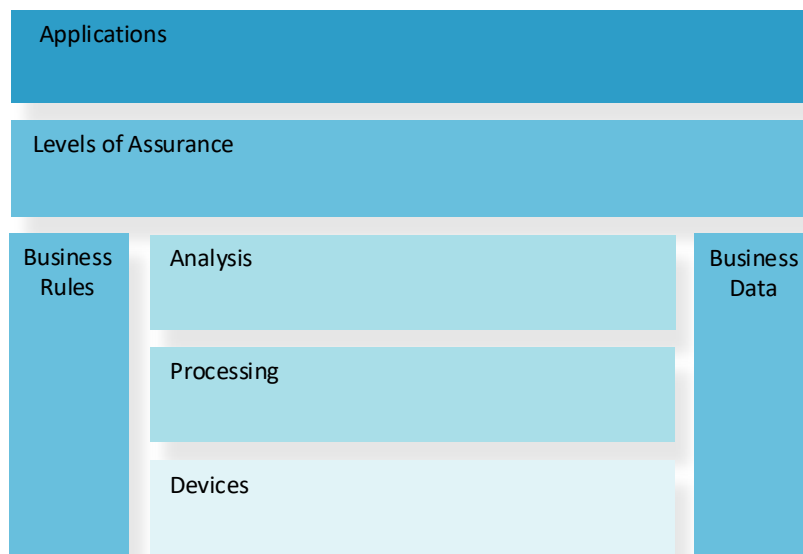 Applications
Levels of Assurance
Business
Rules
Analysis
Business
Data
Processing
Devices